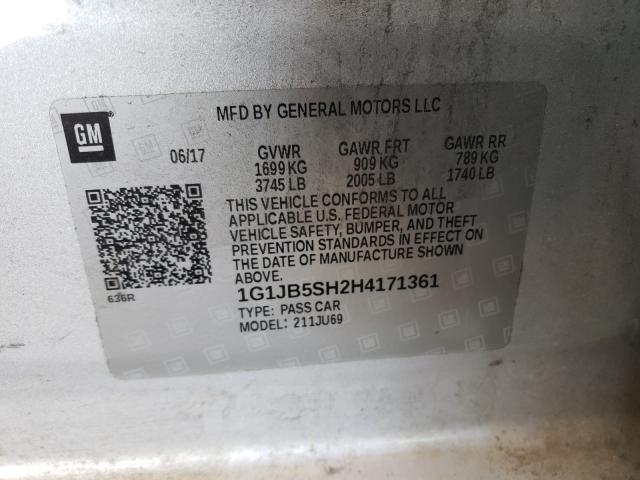 GM
MFD BY GENERAL MOTORS LLC
06/17 GVWR GAWR FRT GAWR RR
1699 KG 909 KG 789 KG
3745 LB 2005 LB 1740 LB
THIS VEHICLE CONFORMS TO ALL
APPLICABLE U.S. FEDERAL MOTOR
VEHICLE SAFETY, BUMPER, AND THEFT
PREVENTION STANDARDS IN EFFECT ON
THE DATE OF MANUFACTURE SHOWN
ABOVE.
636R
1G1JB5SH2H4171361
TYPE: PASS CAR
MODEL: 211JU69